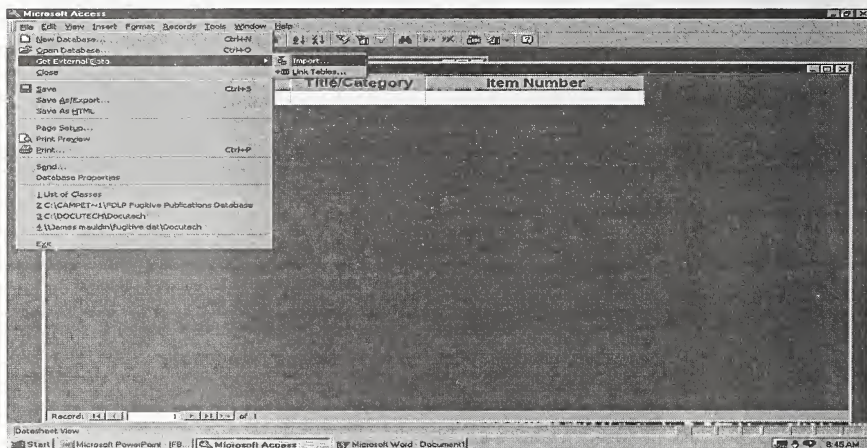 Microsoft Access
File Edit View Insert Format Records Tools Window Help
New Database... Ctrl+N
Open Database... Ctrl+O
Get External Data
Import...
Close
Link Tables...
Title/Category Item Number
Save Ctrl+S
Save As/Export...
Save As HTML
Page Setup...
Print Preview
Print... Ctrl+P
Send...
Database Properties
1 List of Classes
2 C:\CAMPET~1\FDLP Fugitive Publications Database
3 C:\DOCUTECH\Docutech
4 \\James mauldin\fugitive dat\Docutech
Exit
Record: 1 of 1
Datasheet View
Start Microsoft PowerPoint - [FB... Microsoft Access Microsoft Word - Document1 8:45 AM